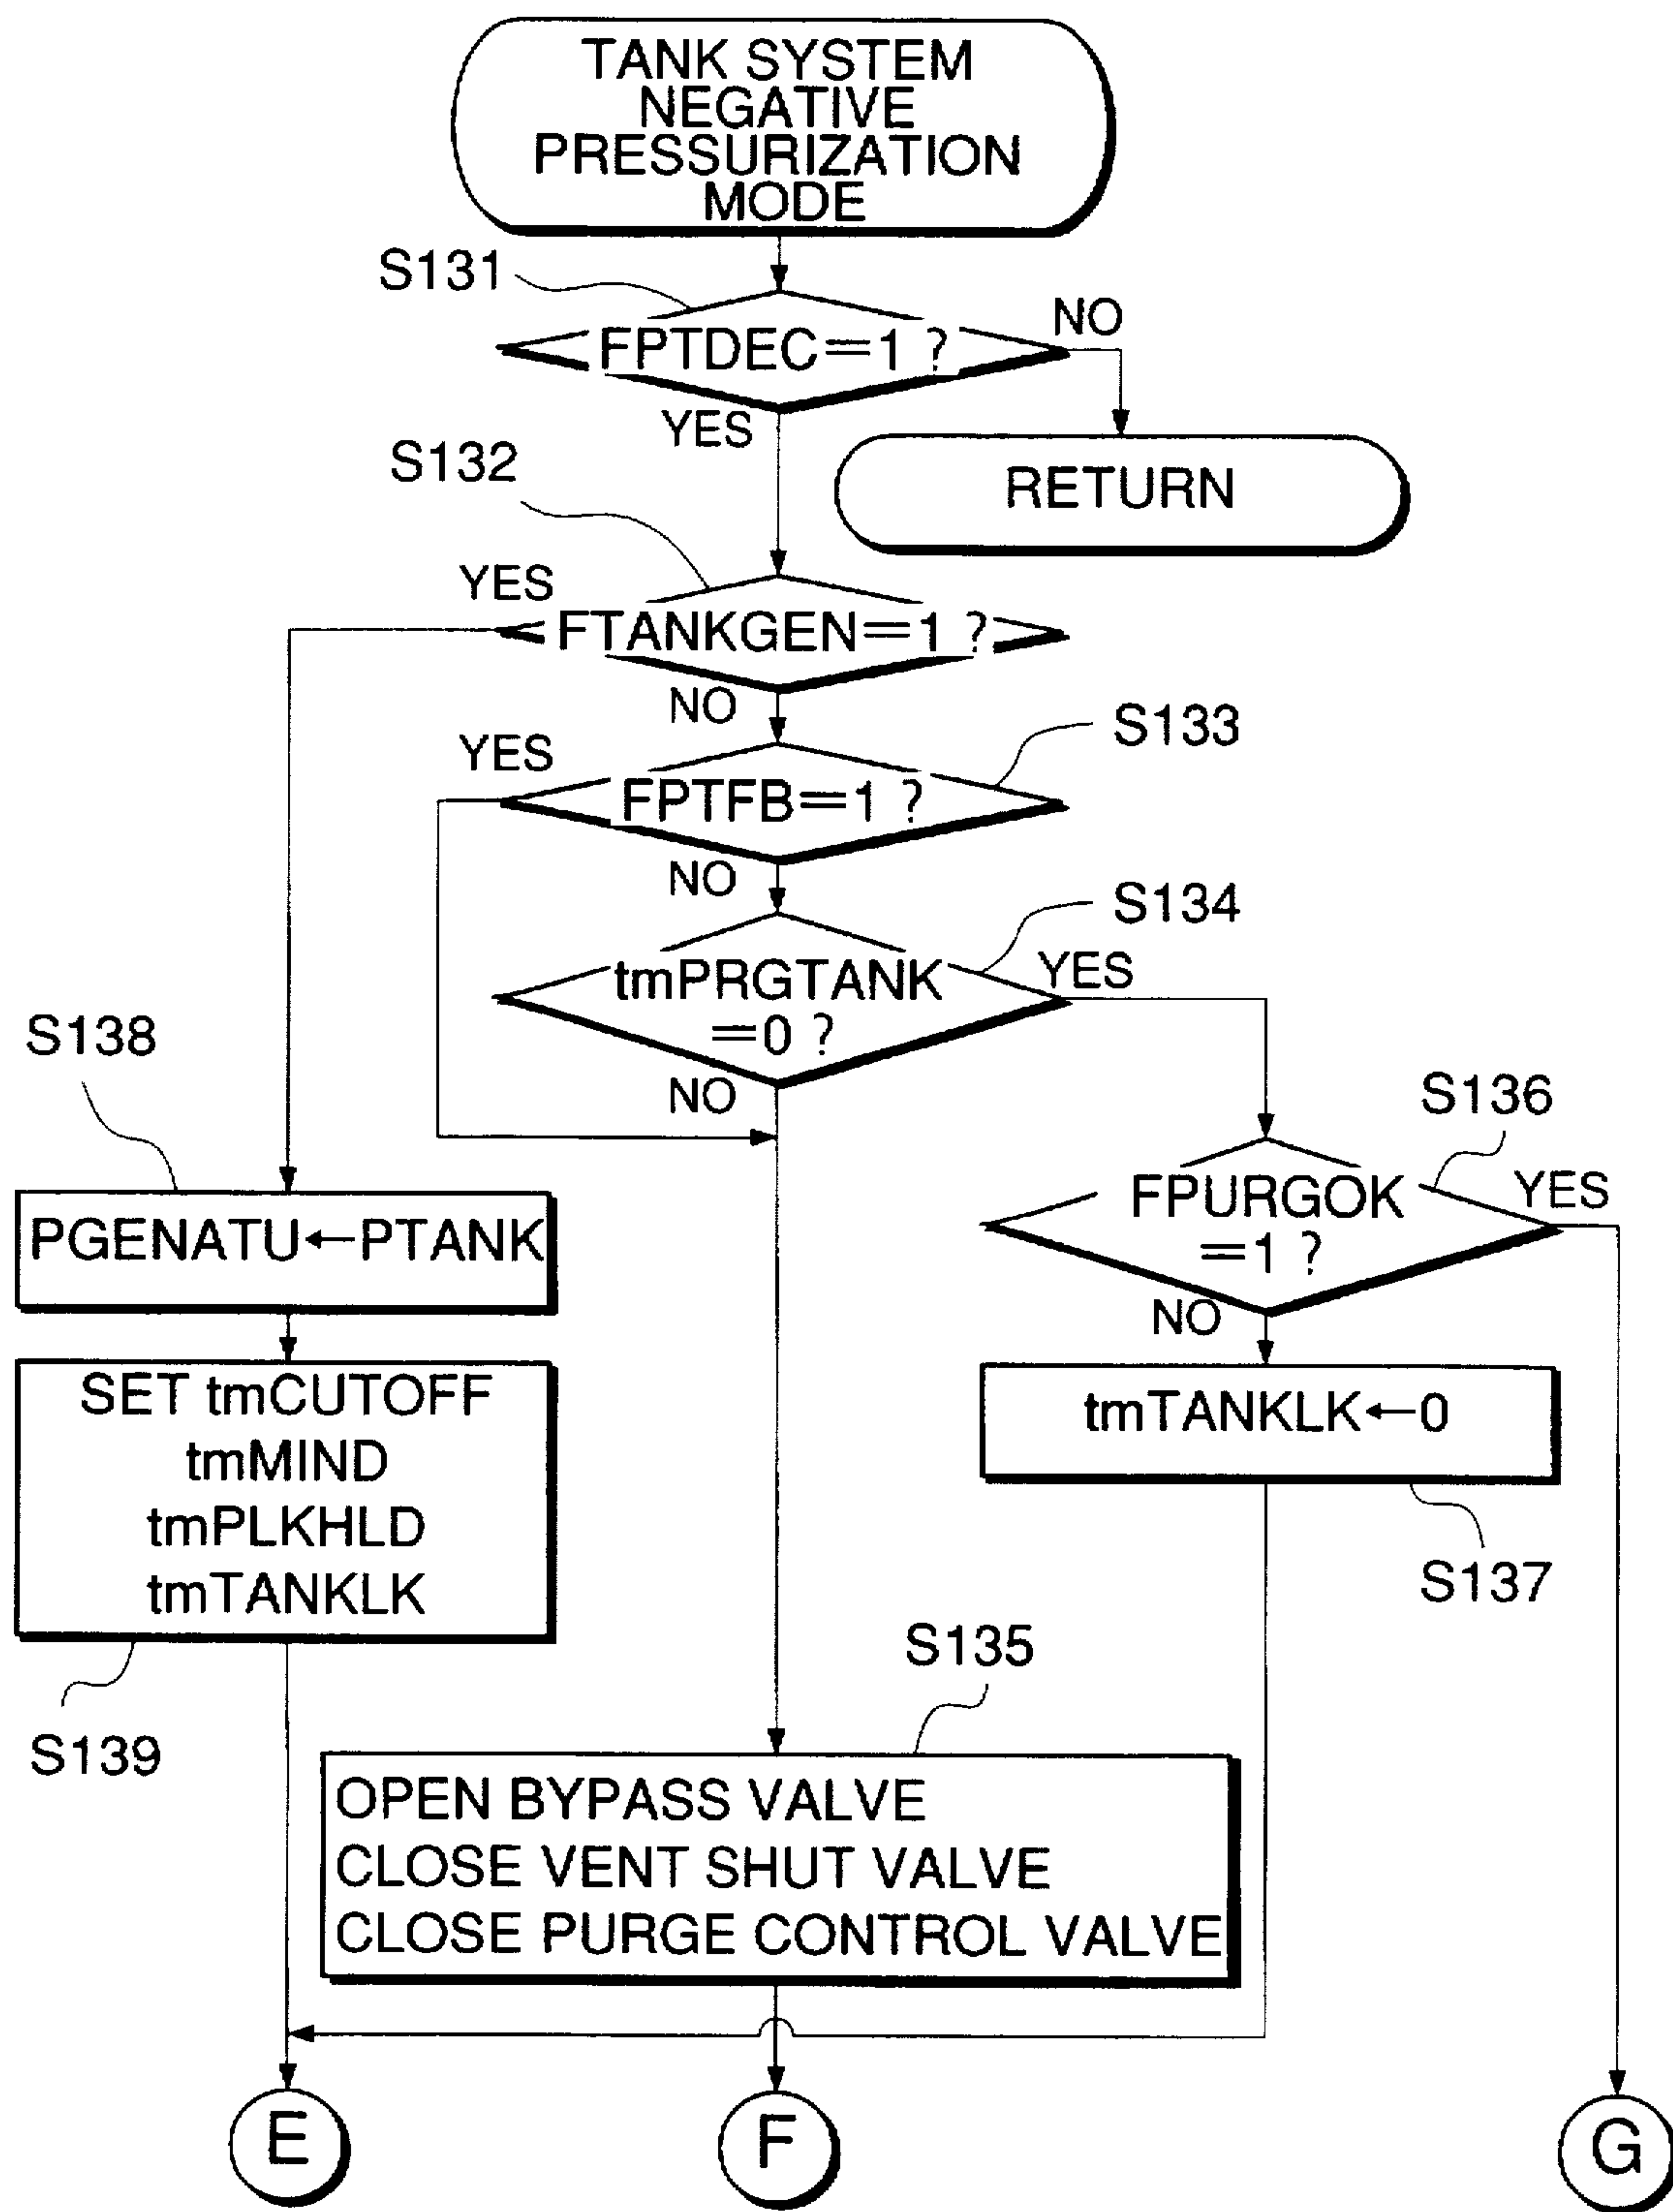 TANK SYSTEM
NEGATIVE
PRESSURIZATION
MODE
S131
FPTDEC=1 ?
NO
YES
RETURN
S132
YES
FTANKGEN=1 ?
NO
S133
YES
FPTFB=1 ?
NO
S134
tmPRGTANK
=0 ?
YES
NO
S138
S136
PGENATU←PTANK
FPURGOK
=1 ?
YES
NO
SET tmCUTOFF
tmMIND
tmPLKHLD
tmTANKLK
tmTANKLK←0
S137
S139
S135
OPEN BYPASS VALVE
CLOSE VENT SHUT VALVE
CLOSE PURGE CONTROL VALVE
E
F
G